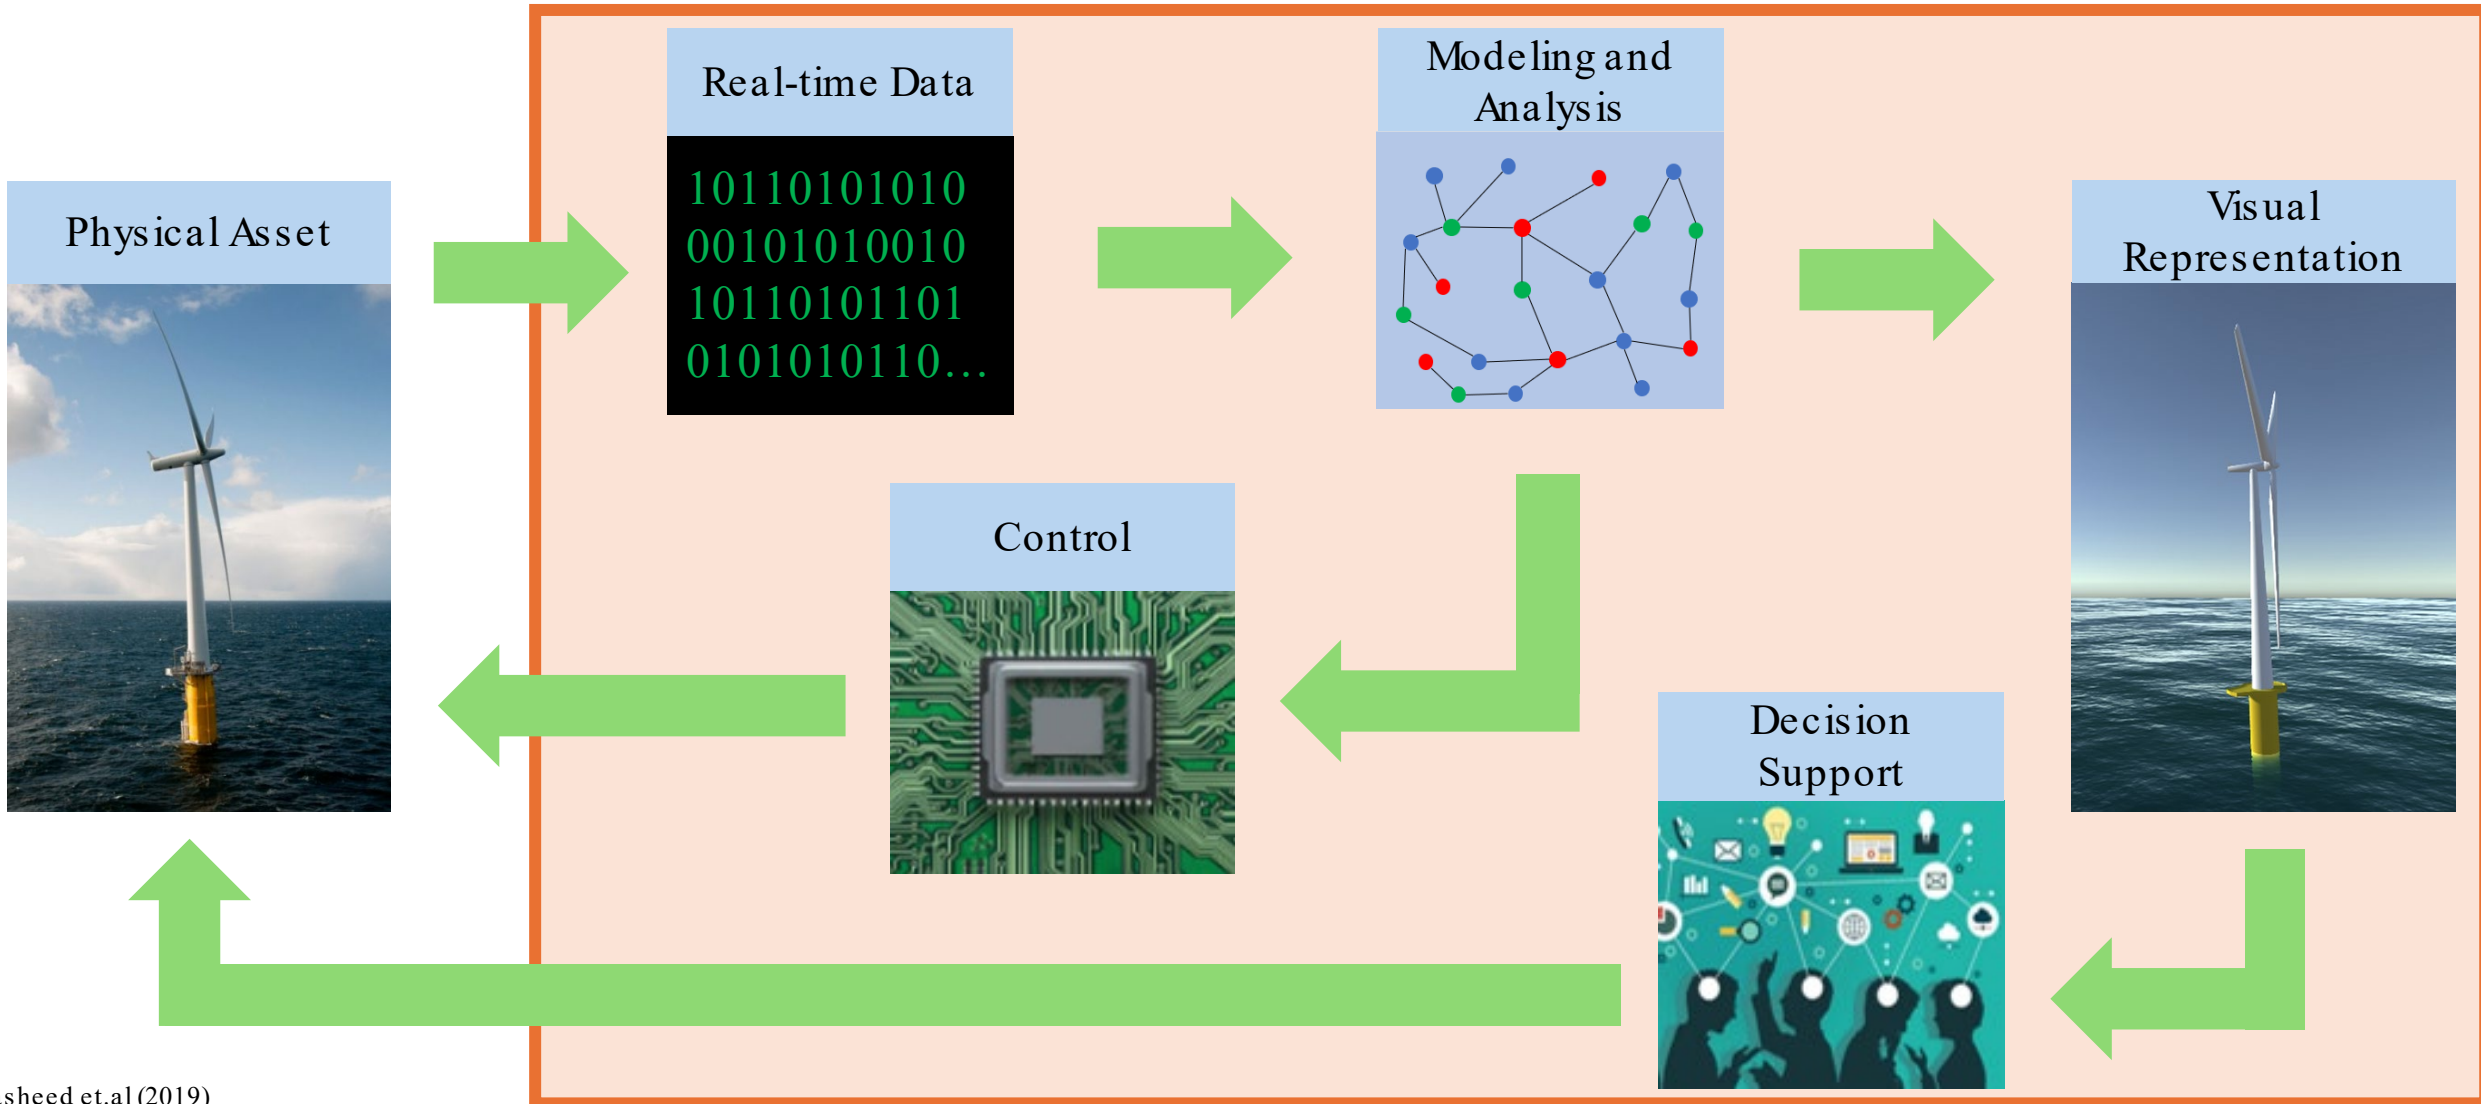 Real-time Data
Modeling and
Analysis
Physical Asset
10110101010
00101010010
10110101101
0101010110...
Visual
Representation
Control
Decision
Support
et.al (2019)